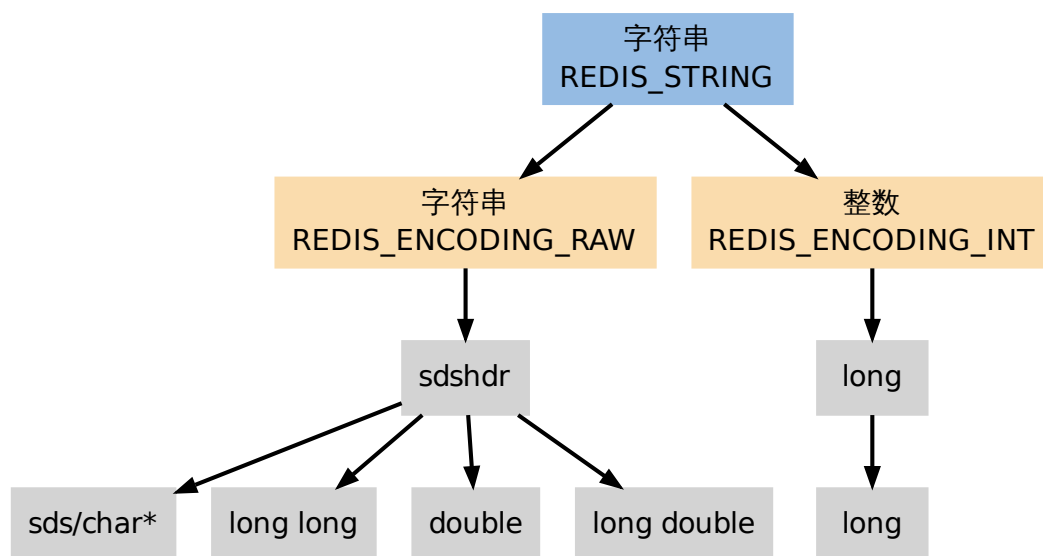 字符串
REDIS_STRING
字符串
REDIS_ENCODING_RAW
整数
REDIS_ENCODING_INT
sdshdr
long
sds/char*
long long
double
long double
long